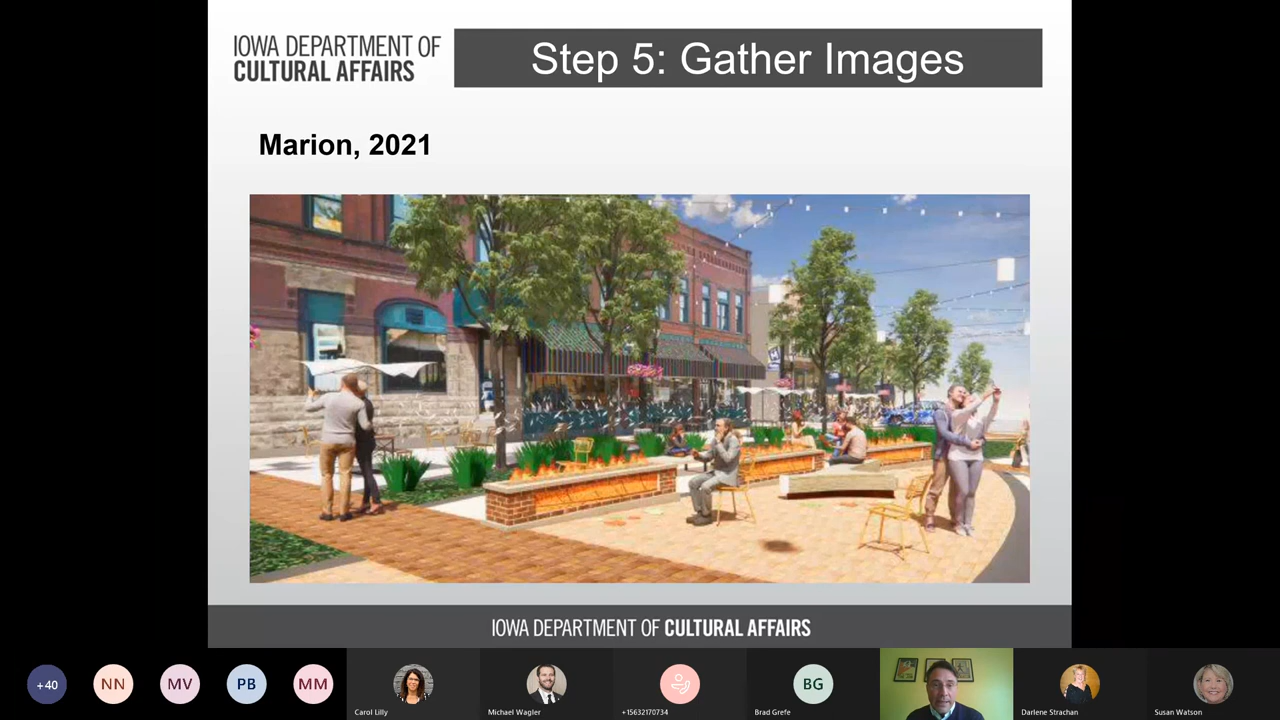 IOWA DEPARTMENT OF
CULTURAL AFFAIRS
Step 5: Gather Images
Marion, 2021
IOWA DEPARTMENT OF CULTURAL AFFAIRS
+40
NN
MV
PB
MM
BG
Carol Lilly
Michael Wagler
+15632170734
Brad Grefe
Darlene Strachan
Susan Watson